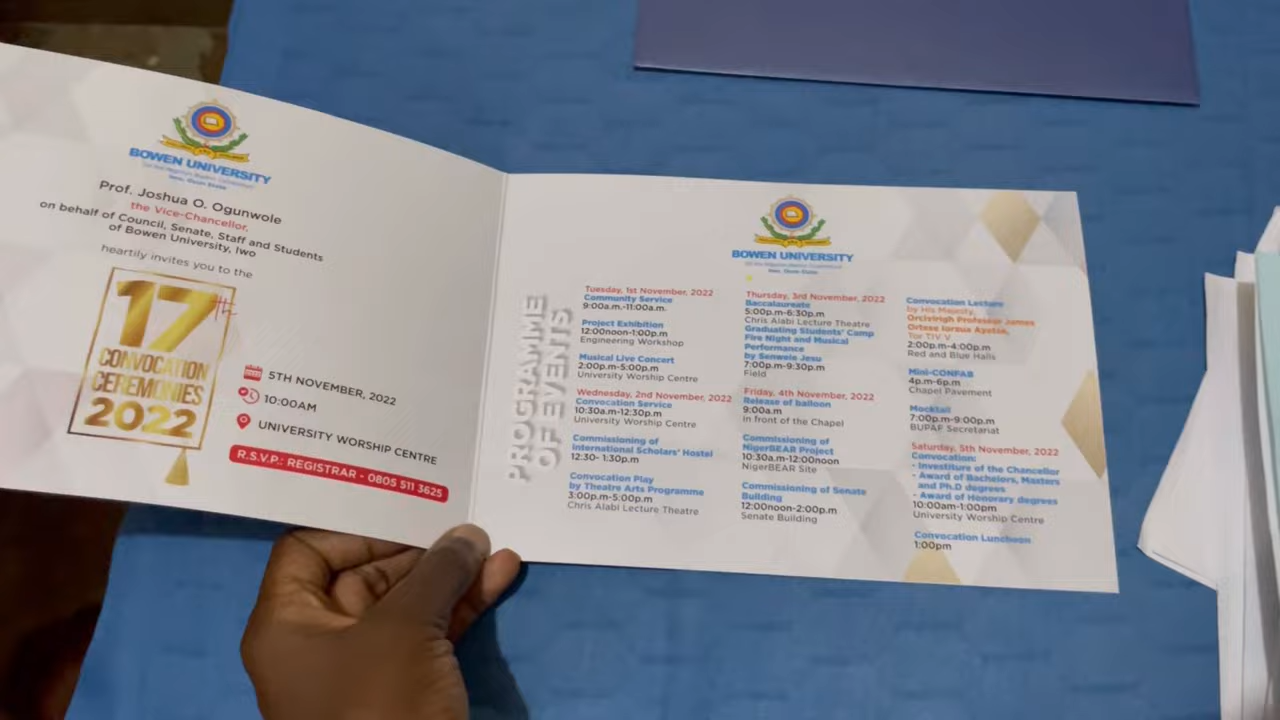 BOWEN UNIVERSITY
Prof. Joshua O. Ogunwole
the Vice-Chancellor,
on behalf of Council, Senate, Staff and Students
of Bowen University, Iwo
heartily invites you to the
17th
CONVOCATION
CEREMONIES
2022
5TH NOVEMBER, 2022
10:00AM
UNIVERSITY WORSHIP CENTRE
R.S.V.P.: REGISTRAR - 0805 511 3625
BOWEN UNIVERSITY
PROGRAMME
OF EVENTS
Tuesday, 1st November, 2022
Community Service
9:00a.m.-11:00a.m.
Project Exhibition
12:00noon-1:00p.m
Engineering Workshop
Musical Live Concert
2:00p.m-5:00p.m
University Worship Centre
Wednesday, 2nd November, 2022
Convocation Service
10:30a.m-12:30p.m
University Worship Centre
Commissioning of
International Scholars' Hostel
12:30- 1:30p.m
Convocation Play
by Theatre Arts Programme
3:00p.m-5:00p.m
Chris Alabi Lecture Theatre
Thursday, 3rd November, 2022
Baccalaureate
5:00p.m-6:30p.m
Chris Alabi Lecture Theatre
Graduating Students' Camp
Fire Night and Musical
Performance
by Senwele Jesu
7:00p.m-9:30p.m
Field
Friday, 4th November, 2022
Release of balloon
9:00a.m
in front of the Chapel
Commissioning of
NigerBEAR Project
10:30a.m-12:00noon
NigerBEAR Site
Commissioning of Senate
Building
12:00noon-2:00p.m
Senate Building
Convocation Lecture
by His Majesty,
Orcivirigh Professor James
Ortese Iorsua Ayatse,
Tor TIV V
2:00p.m-4:00p.m
Red and Blue Halls
Mini-CONFAB
4p.m-6p.m
Chapel Pavement
Mocktail
7:00p.m-9:00p.m
BUPAF Secretariat
Saturday, 5th November, 2022
Convocation:
- Investiture of the Chancellor
- Award of Bachelors, Masters
and Ph.D degrees
- Award of Honorary degrees
10:00am-1:00pm
University Worship Centre
Convocation Luncheon
1:00pm